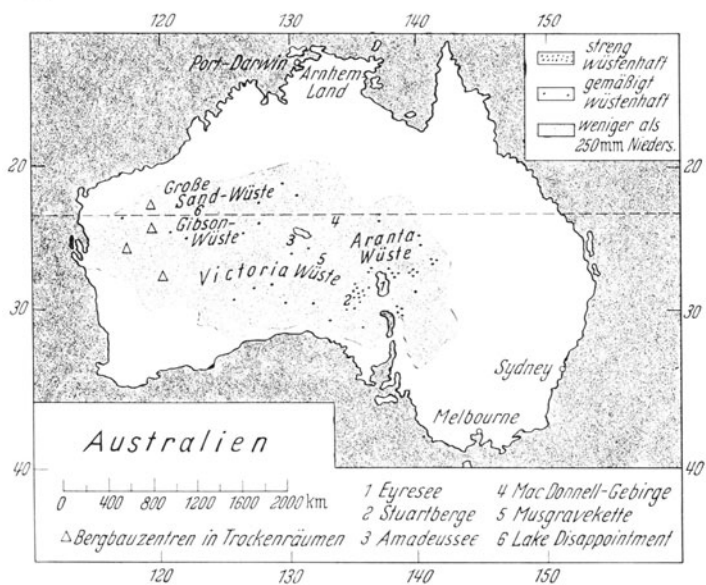 120 130 140 150
streng
wüstenhaft
gemäßigt
wüstenhaft
weniger als
250mm Nieders.
Port-Darwin
Arnhem-
Land
20
20
Große
Sand-Wüste
6
Gibson-
Wüste
4
3
Aranta-
Wüste
5
Victoria Wüste
1
2
30
30
Sydney
Melbourne
Australien
40
40
0 400 800 1200 2000 km
△ Bergbauzentren in Trockenräumen
1 Eyresee
2 Stuartberge
3 Amadeussee
4 Mac Donnell-Gebirge
5 Musgravekette
6 Lake Disappointment
120 130 140 150